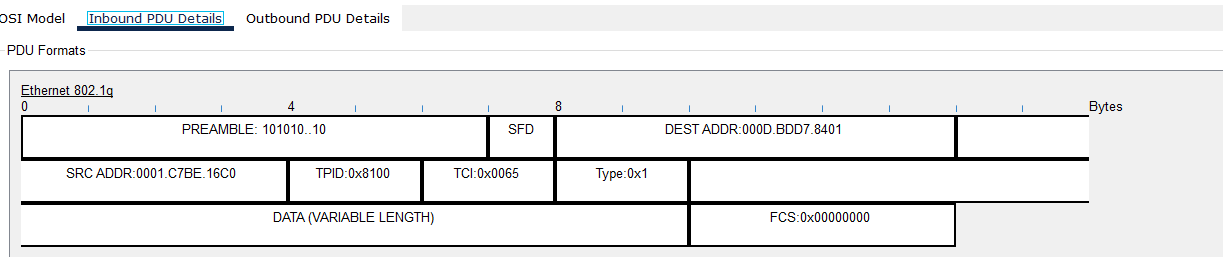 OSI Model Inbound PDU Details Outbound PDU Details
PDU Formats
Ethernet 802.1q
0 4 8 Bytes
PREAMBLE: 101010..10 SFD DEST ADDR:000D.BDD7.8401
SRC ADDR:0001.C7BE.16C0 TPID:0x8100 TCI:0x0065 Type:0x1
DATA (VARIABLE LENGTH) FCS:0x00000000